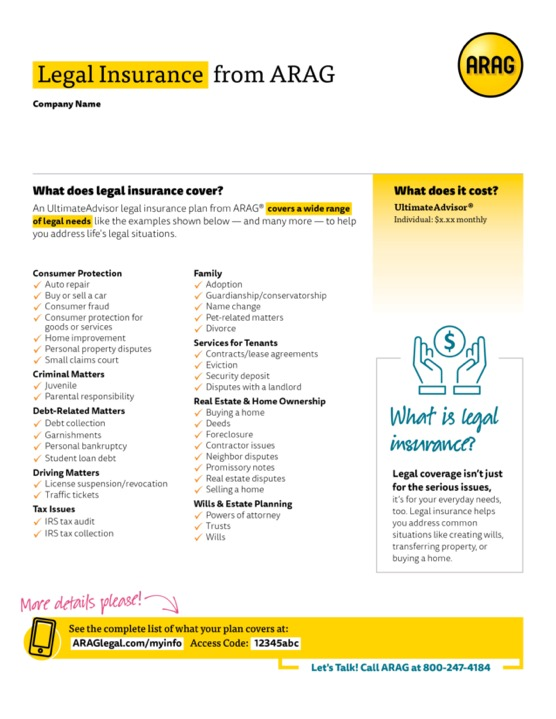 Legal Insurance from ARAG
ARAG
Company Name
What does legal insurance cover?
An UltimateAdvisor legal insurance plan from ARAG® covers a wide range
of legal needs like the examples shown below — and many more — to help
you address life's legal situations.
Consumer Protection
Auto repair
Buy or sell a car
Consumer fraud
Consumer protection for
goods or services
Home improvement
Personal property disputes
Small claims court
Criminal Matters
Juvenile
Parental responsibility
Debt-Related Matters
Debt collection
Garnishments
Personal bankruptcy
Student loan debt
Driving Matters
License suspension/revocation
Traffic tickets
Tax Issues
IRS tax audit
IRS tax collection
Family
Adoption
Guardianship/conservatorship
Name change
Pet-related matters
Divorce
Services for Tenants
Contracts/lease agreements
Eviction
Security deposit
Disputes with a landlord
Real Estate & Home Ownership
Buying a home
Deeds
Foreclosure
Contractor issues
Neighbor disputes
Promissory notes
Real estate disputes
Selling a home
Wills & Estate Planning
Powers of attorney
Trusts
Wills
What does it cost?
UltimateAdvisor®
Individual: $x.xx monthly
$
What is legal
insurance?
Legal coverage isn't just
for the serious issues,
it's for your everyday needs,
too. Legal insurance helps
you address common
situations like creating wills,
transferring property, or
buying a home.
More details please!
See the complete list of what your plan covers at:
ARAGlegal.com/myinfo Access Code: 12345abc
Let's Talk! Call ARAG at 800-247-4184